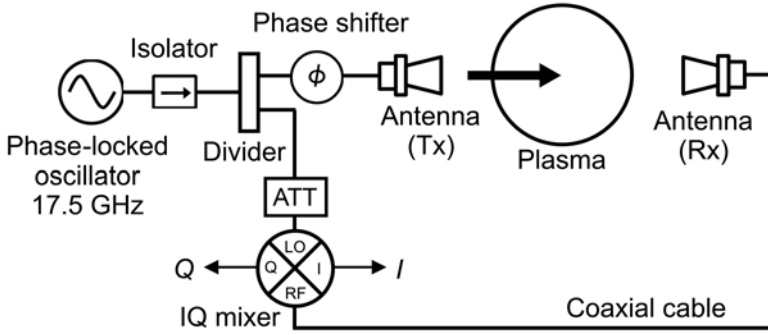 Phase shifter
Isolator
ϕ
Antenna
(Tx)
Plasma
Antenna
(Rx)
Phase-locked
oscillator
17.5 GHz
Divider
ATT
LO
Q
Q
I
I
RF
IQ mixer
Coaxial cable